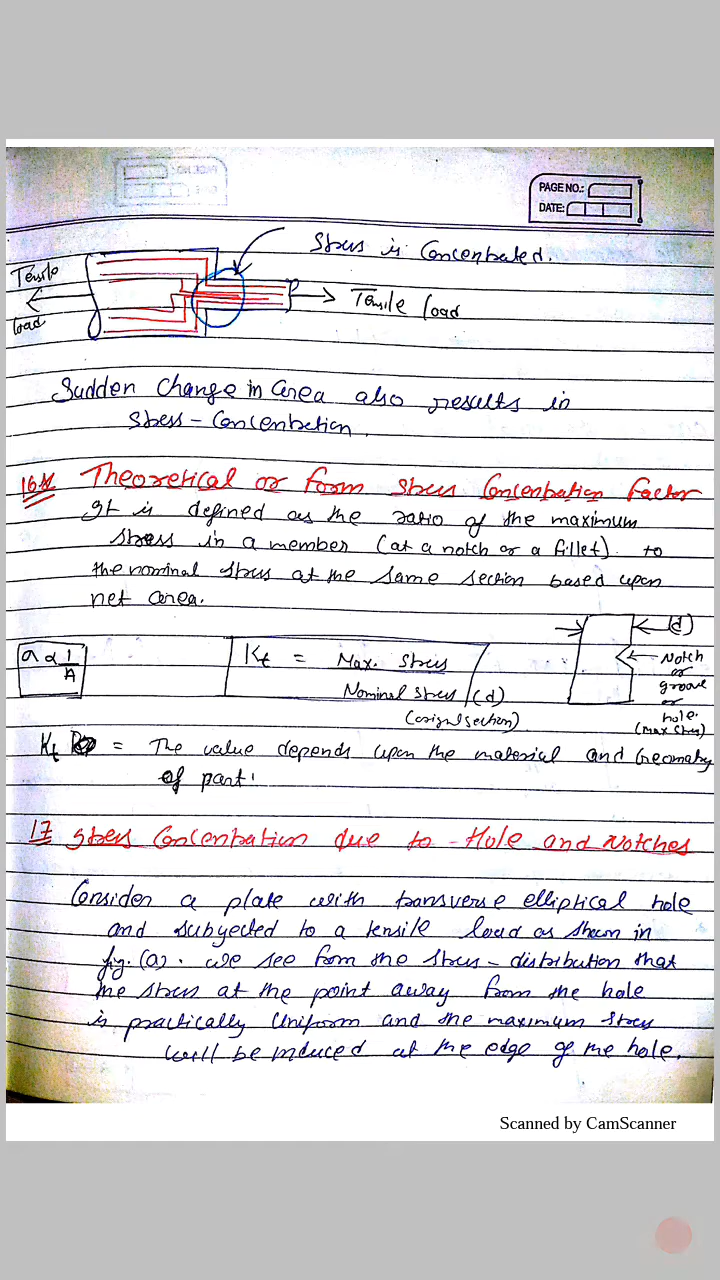 PAGE NO.:
DATE:
Stress is Concentrated.
Tensile
load
Tensile load
P
Sudden Change in area also results in
stress-Concentration.
16* Theoretical or form stress Concentration factor
It is defined as the ratio of the maximum
stress in a member (at a notch or a fillet) to
the nominal stress at the same section based upon
net area.
σ ∝ 1/A
Kt = Max. stress
Nominal stress (d)
(original section)
(d)
Notch
or
groove
or
hole.
(Max stress)
Kt = The value depends upon the material and Geometry
of part.
17 stress Concentration due to Hole and Notches
Consider a plate with transverse elliptical hole
and subjected to a tensile load as shown in
fig. (a). we see from the stress-distribution that
the stress at the point away from the hole
is practically Uniform and the maximum stress
will be induced at the edge of the hole.
Scanned by CamScanner